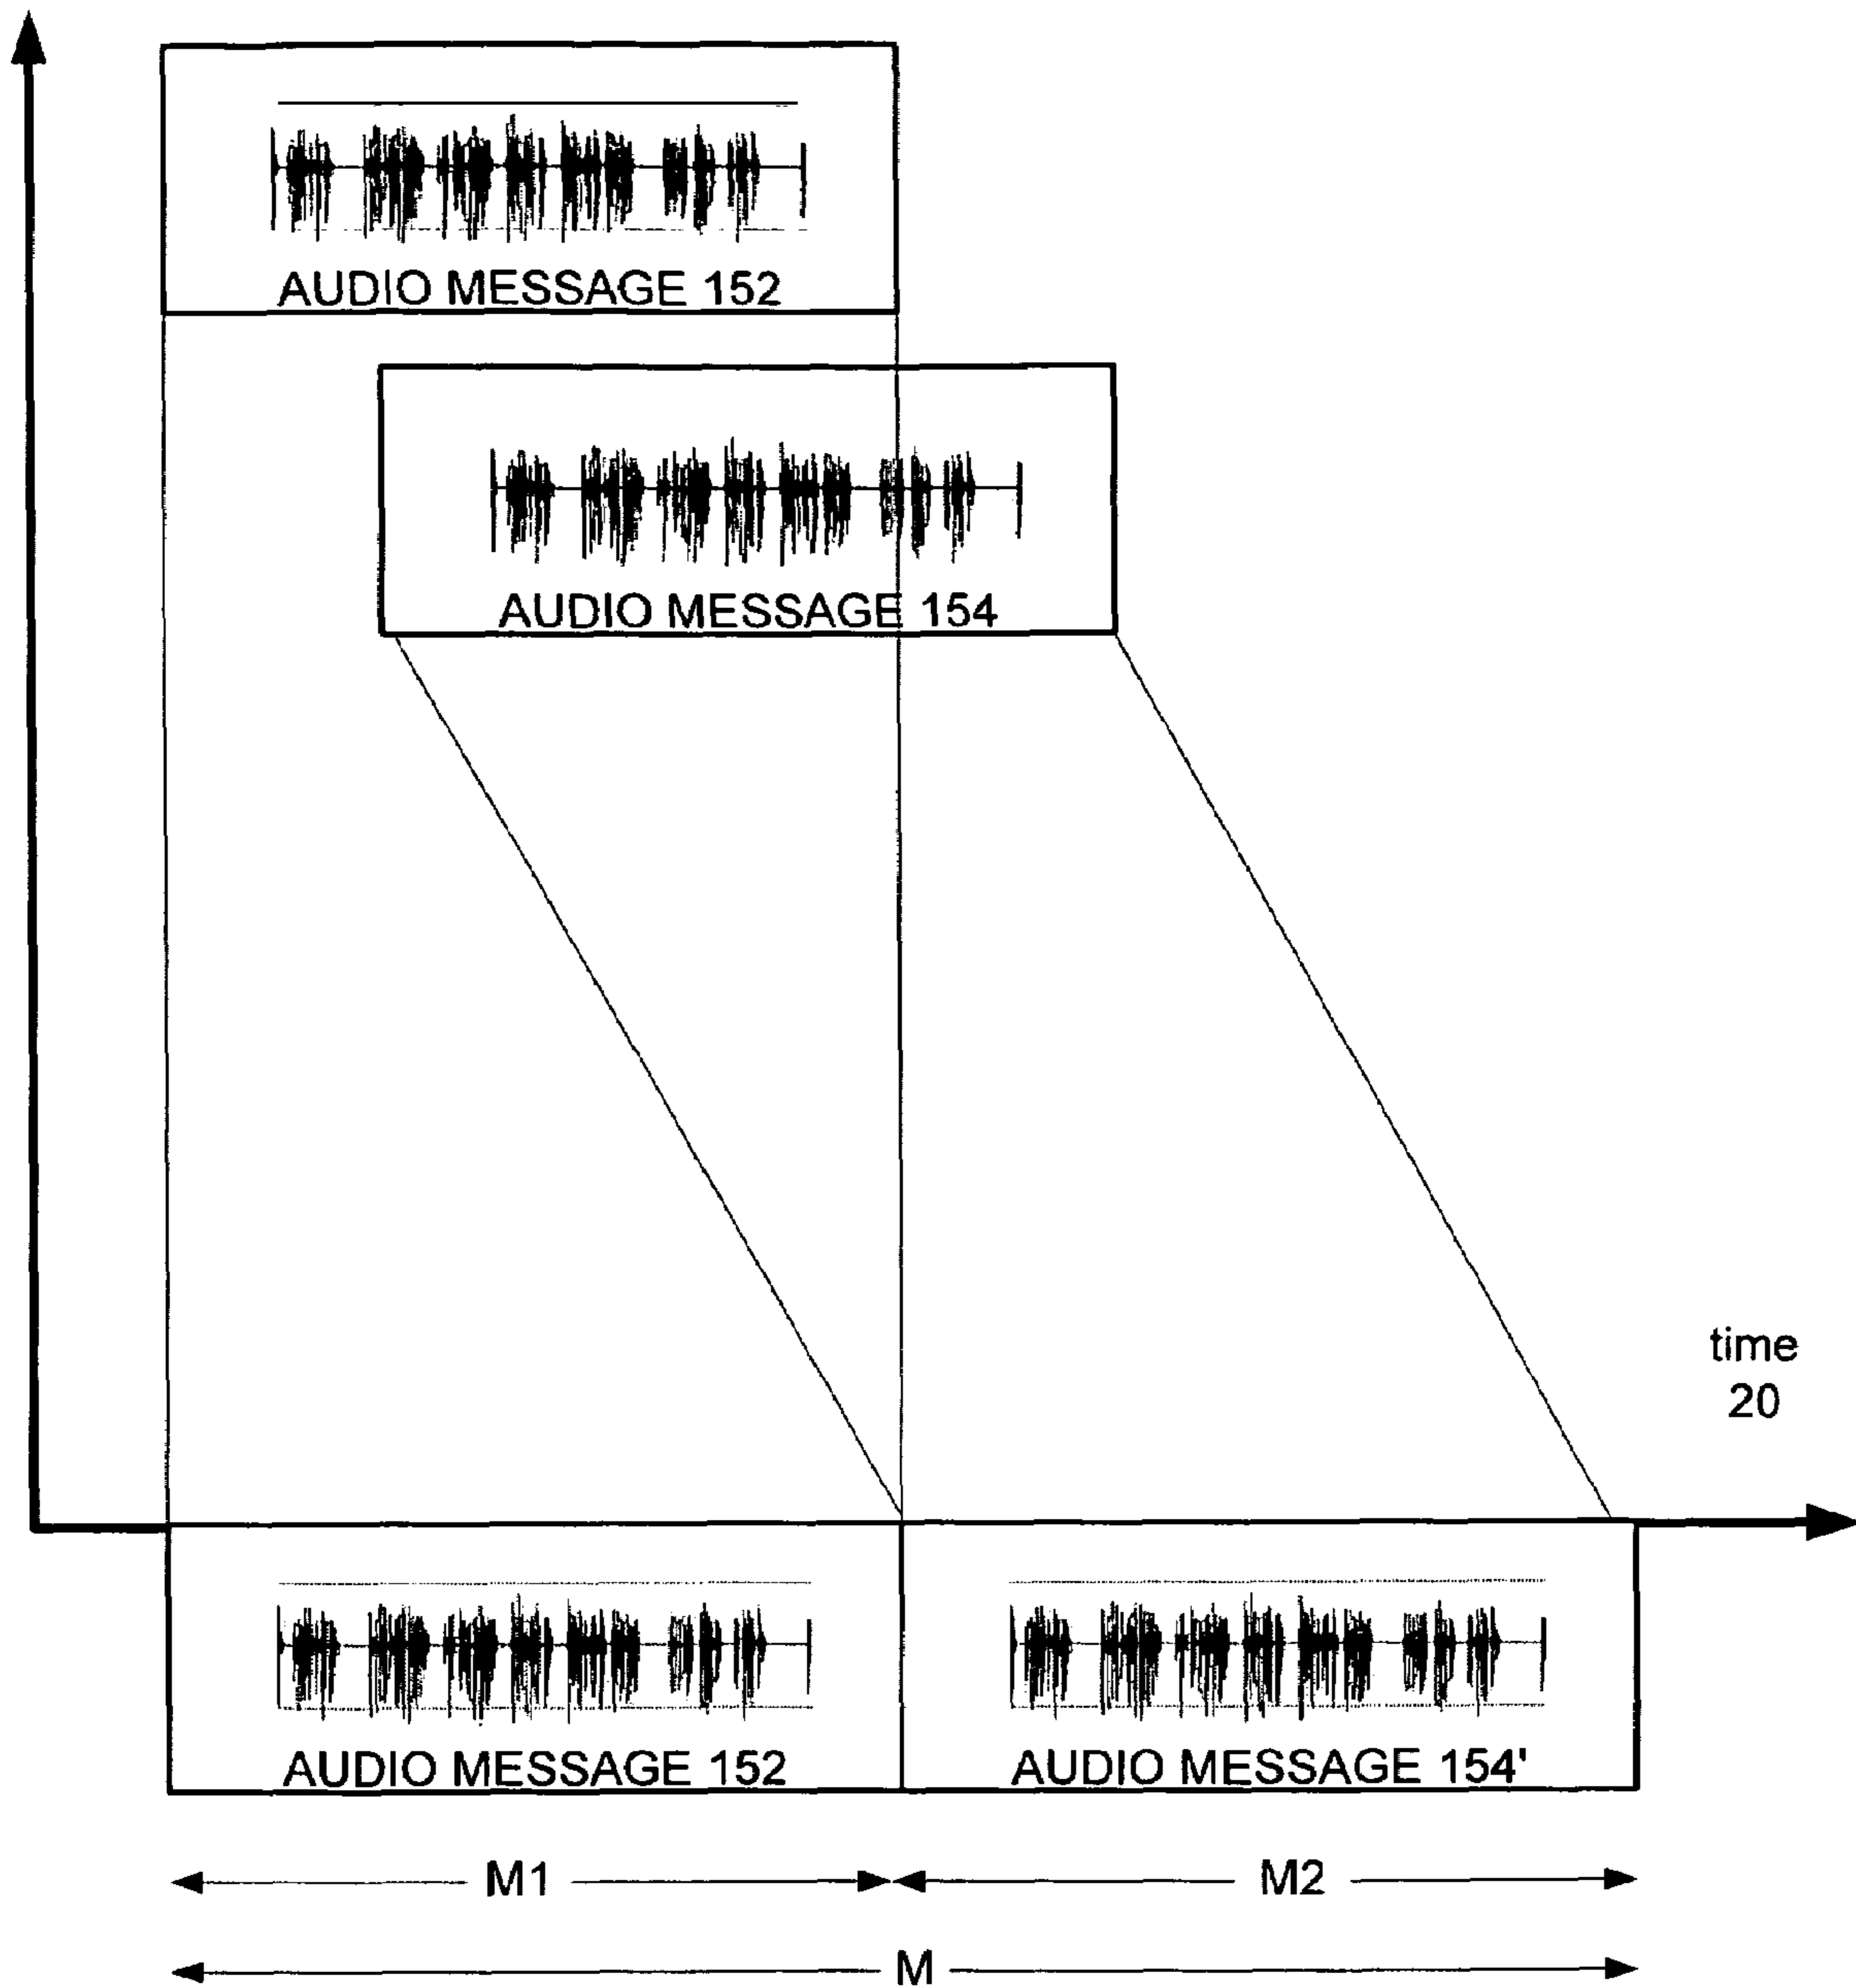 AUDIO MESSAGE 152
AUDIO MESSAGE 154
time
20
AUDIO MESSAGE 152
AUDIO MESSAGE 154'
M1
M2
M